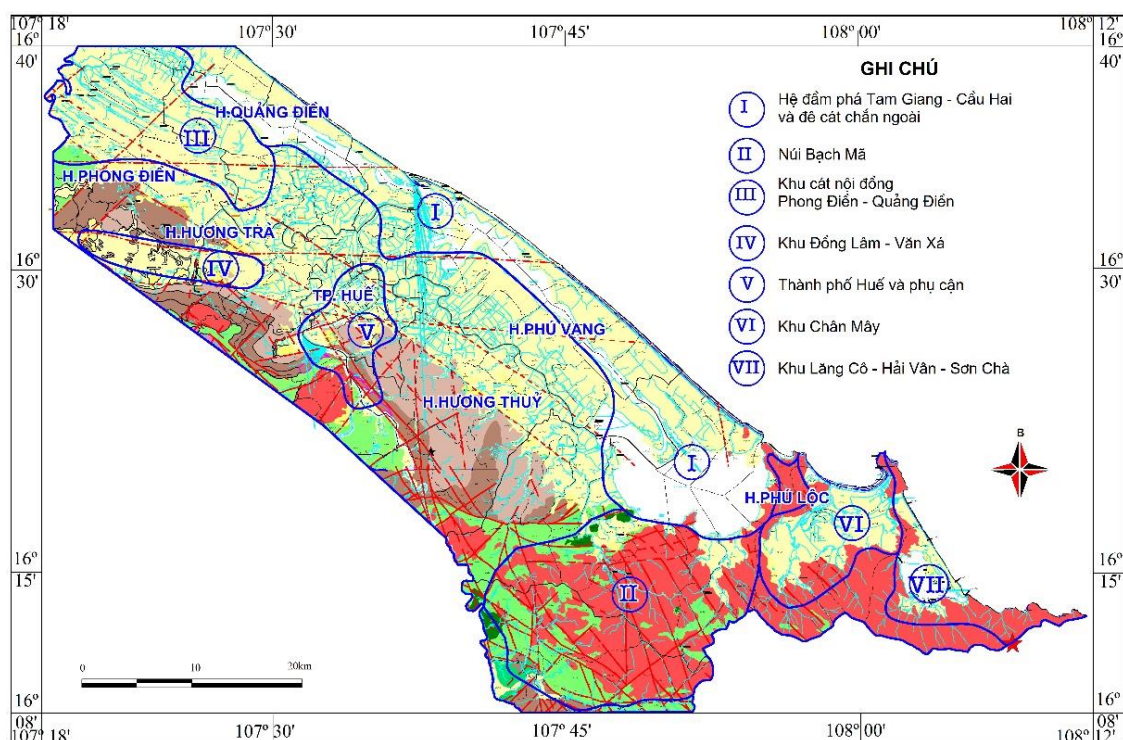 107° 18'
107° 30'
107° 45'
108° 00'
108° 12'
16°
40'
16°
40'
GHI CHÚ
I
Hệ đầm phá Tam Giang - Cầu Hai
và đê cát chắn ngoài
II
Núi Bạch Mã
III
Khu cát nội đồng
Phong Điền - Quảng Điền
IV
Khu Đồng Lâm - Văn Xá
V
Thành phố Huế và phụ cận
VI
Khu Chân Mây
VII
Khu Lăng Cô - Hải Vân - Sơn Chà
H.QUẢNG ĐIỀN
III
H.PHONG ĐIỀN
I
H.HƯƠNG TRÀ
IV
16°
30'
16°
30'
TP. HUẾ
V
H.PHÚ VANG
H.HƯƠNG THUỶ
B
I
H.PHÚ LỘC
VI
16°
15'
16°
15'
II
VII
0
10
20km
16°
08'
16°
08'
107° 18'
107° 30'
107° 45'
108° 00'
108° 12'